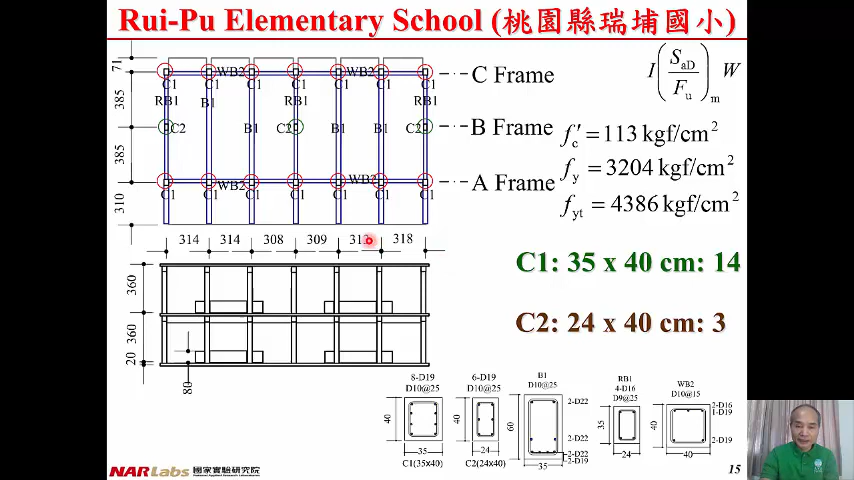 Rui-Pu Elementary School (桃園縣瑞埔國小)
71
385
385
310
WB2 WB2
C1 C1 C1 C1 C1 C1 C1
RB1 B1 RB1 RB1
C2 B1 C2 B1 B1 C2
WB2 WB2
C1 C1 C1 C1 C1 C1 C1
C Frame
B Frame
A Frame
I(SaD/Fu)m W
fc′ = 113 kgf/cm²
fy = 3204 kgf/cm²
fyt = 4386 kgf/cm²
314 314 308 309 318
C1: 35 x 40 cm: 14
C2: 24 x 40 cm: 3
360
360
20
80
8-D19
D10@25
40
35
C1(35x40)
6-D19
D10@25
40
24
C2(24x40)
B1
D10@25
60
2-D22
2-D22
2-D22
2-D19
35
RB1
4-D16
D9@25
35
24
WB2
D10@15
40
2-D16
1-D19
2-D19
40
NARLabs 國家實驗研究院
15